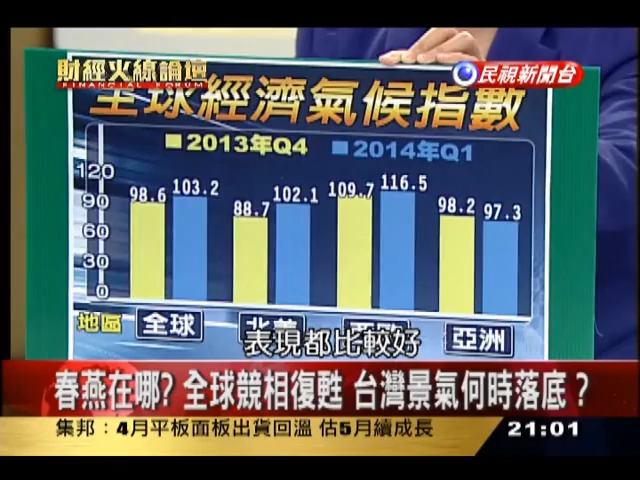 財經火線論壇
FINANCIAL FORUM
民視新聞台
全球經濟氣候指數
2013年Q4 2014年Q1
120
90
60
30
0
98.6 103.2 88.7 102.1 109.7 116.5 98.2 97.3
地區 全球 北美 亞洲
表現都比較好
春燕在哪? 全球競相復甦 台灣景氣何時落底?
集邦:4月平板面板出貨回溫 估5月續成長
21:01